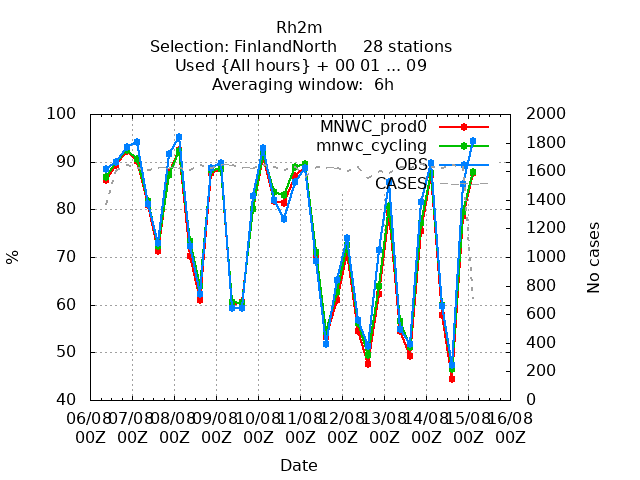 Rh2m
Selection: FinlandNorth 28 stations
Used {All hours} + 00 01 ... 09
Averaging window: 6h
100 2000
MNWC_prod0
1800
mnwc_cycling
90 1600
OBS
CASES
80 1400
1200
70 1000
% No cases
60 800
600
50 400
200
40 0
06/08 07/08 08/08 09/08 10/08 11/08 12/08 13/08 14/08 15/08 16/08
00Z 00Z 00Z 00Z 00Z 00Z 00Z 00Z 00Z 00Z 00Z
Date